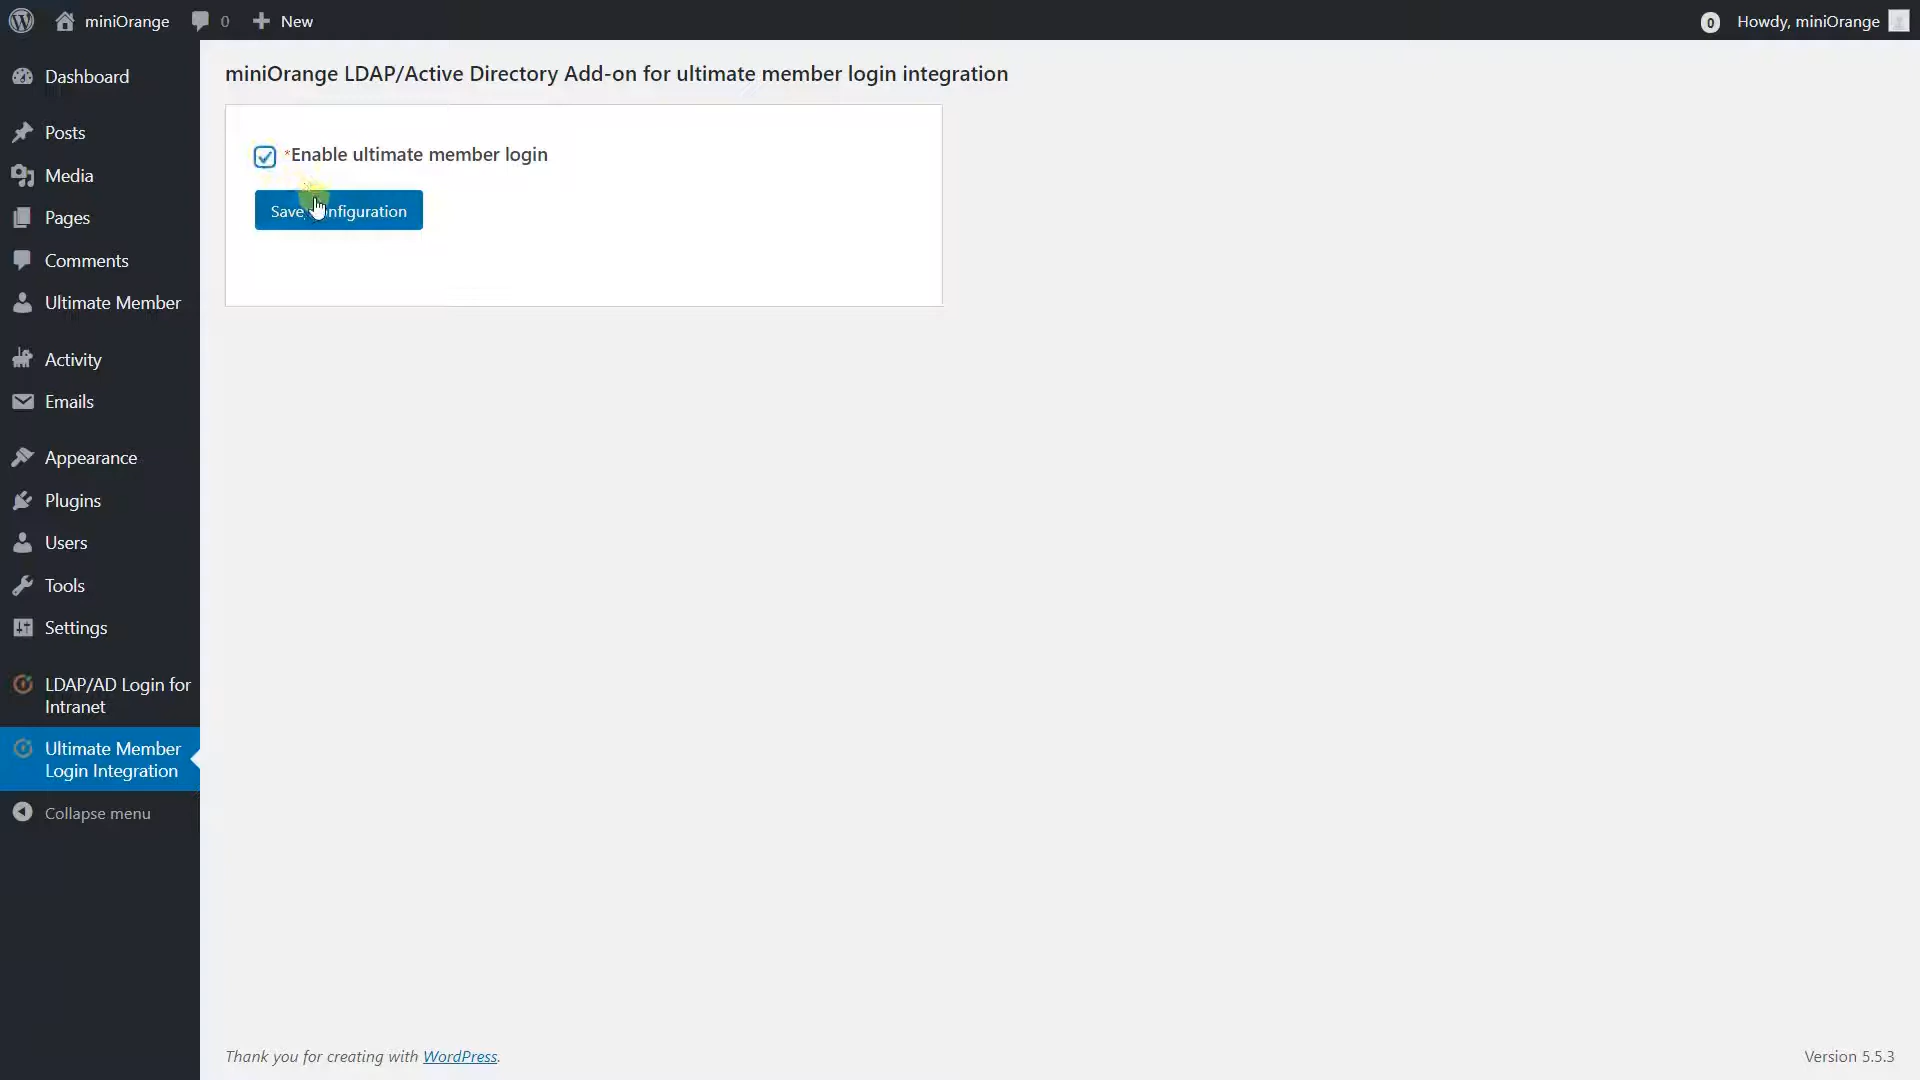 miniOrange
0
New
0
Howdy, miniOrange
Dashboard
Posts
Media
Pages
Comments
Ultimate Member
Activity
Emails
Appearance
Plugins
Users
Tools
Settings
LDAP/AD Login for
Intranet
Ultimate Member
Login Integration
Collapse menu
miniOrange LDAP/Active Directory Add-on for ultimate member login integration
*Enable ultimate member login
Save Configuration
Thank you for creating with WordPress.
Version 5.5.3